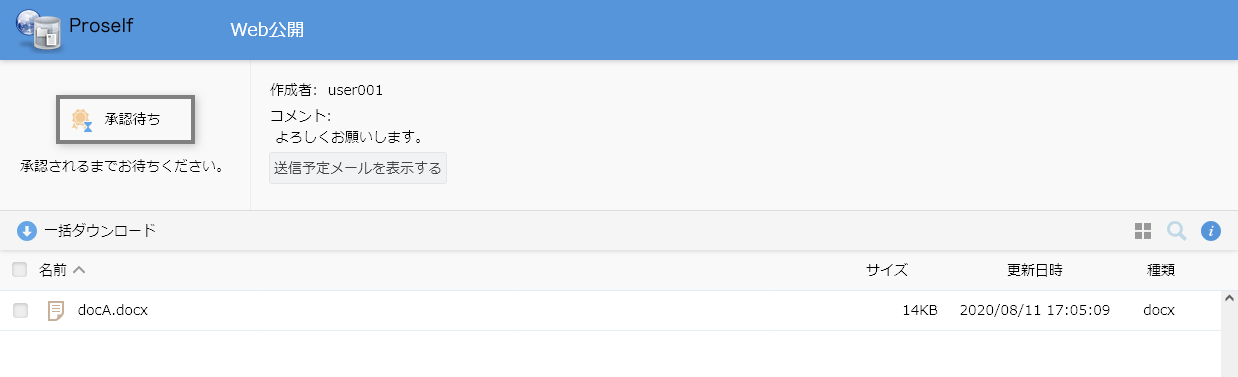 Proself
Web公開
承認待ち
承認されるまでお待ちください。
作成者: user001
コメント:
よろしくお願いします。
送信予定メールを表示する
一括ダウンロード
名前 サイズ 更新日時 種類
docA.docx 14KB 2020/08/11 17:05:09 docx